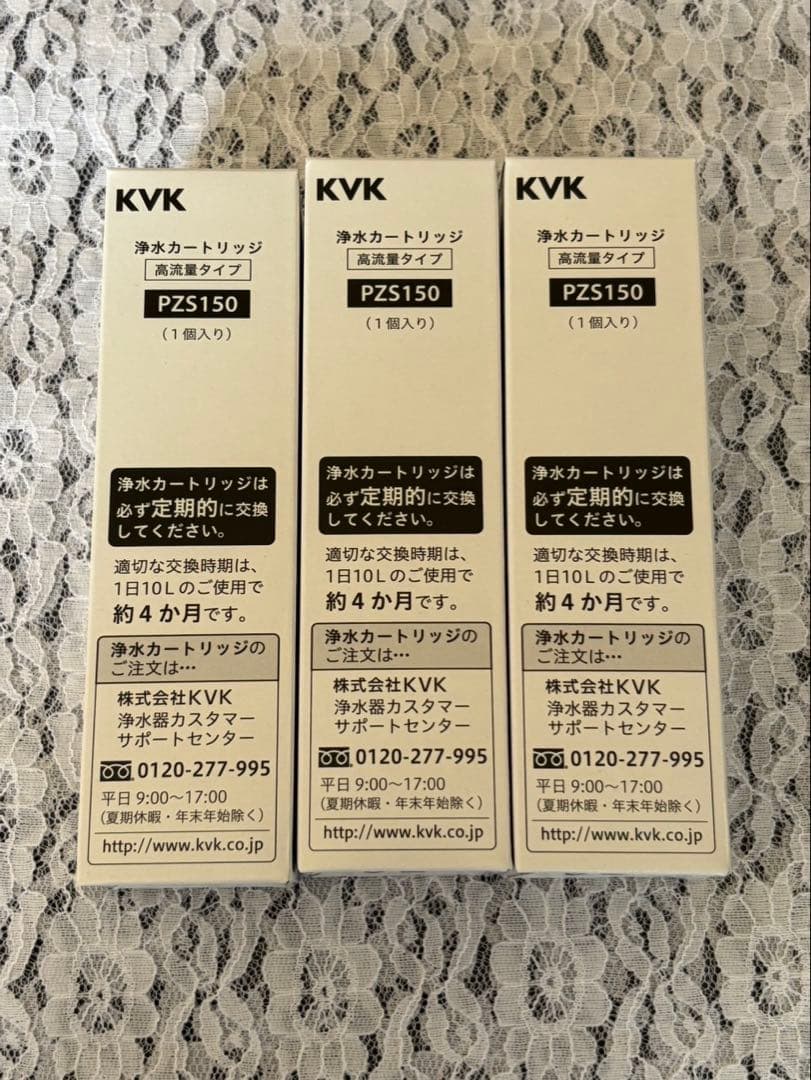 KVK
浄水カートリッジ
高流量タイプ
PZS150
（1個入り）
浄水カートリッジは
必ず定期的に交換
してください。
適切な交換時期は、
1日10Lのご使用で
約4か月です。
浄水カートリッジの
ご注文は…
株式会社KVK
浄水器カスタマー
サポートセンター
0120-277-995
平日 9:00～17:00
（夏期休暇・年末年始除く）
http://www.kvk.co.jp
KVK
浄水カートリッジ
高流量タイプ
PZS150
（1個入り）
浄水カートリッジは
必ず定期的に交換
してください。
適切な交換時期は、
1日10Lのご使用で
約4か月です。
浄水カートリッジの
ご注文は…
株式会社KVK
浄水器カスタマー
サポートセンター
0120-277-995
平日 9:00～17:00
（夏期休暇・年末年始除く）
http://www.kvk.co.jp
KVK
浄水カートリッジ
高流量タイプ
PZS150
（1個入り）
浄水カートリッジは
必ず定期的に交換
してください。
適切な交換時期は、
1日10Lのご使用で
約4か月です。
浄水カートリッジの
ご注文は…
株式会社KVK
浄水器カスタマー
サポートセンター
0120-277-995
平日 9:00～17:00
（夏期休暇・年末年始除く）
http://www.kvk.co.jp